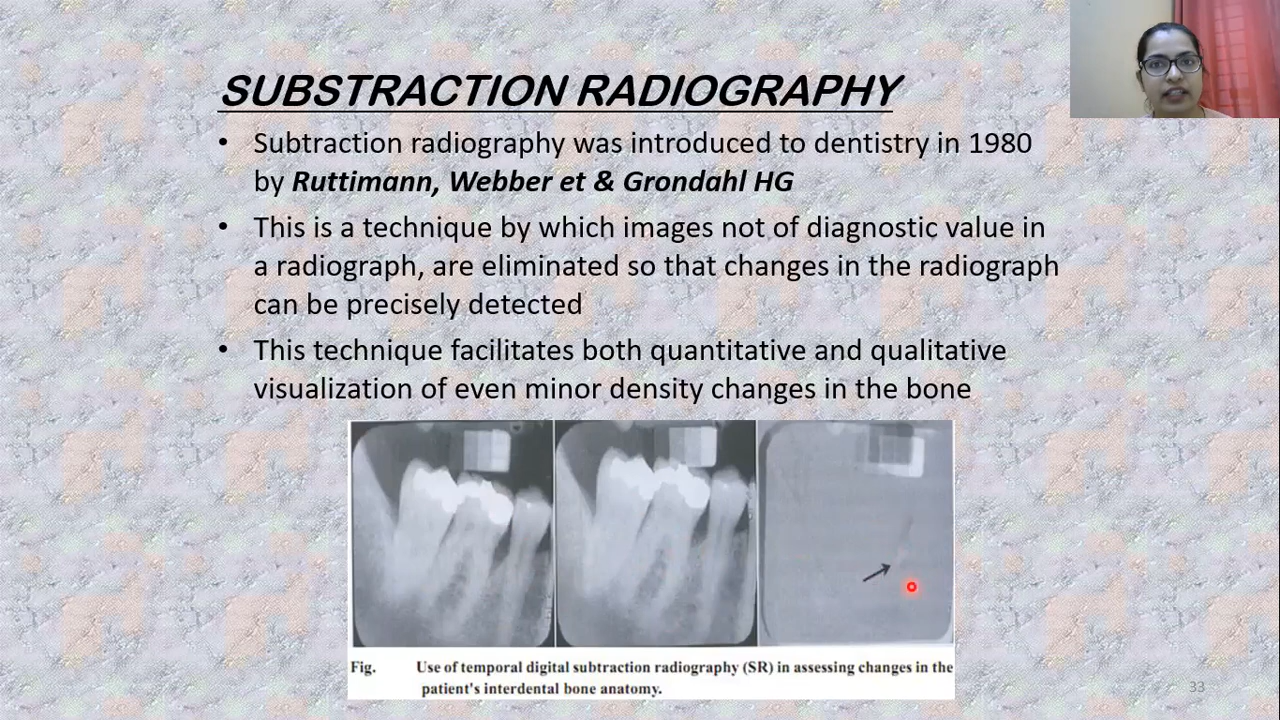 SUBSTRACTION RADIOGRAPHY
• Subtraction radiography was introduced to dentistry in 1980
by Ruttimann, Webber et & Grondahl HG
• This is a technique by which images not of diagnostic value in
a radiograph, are eliminated so that changes in the radiograph
can be precisely detected
• This technique facilitates both quantitative and qualitative
visualization of even minor density changes in the bone
Fig. Use of temporal digital subtraction radiography (SR) in assessing changes in the
patient's interdental bone anatomy.
33